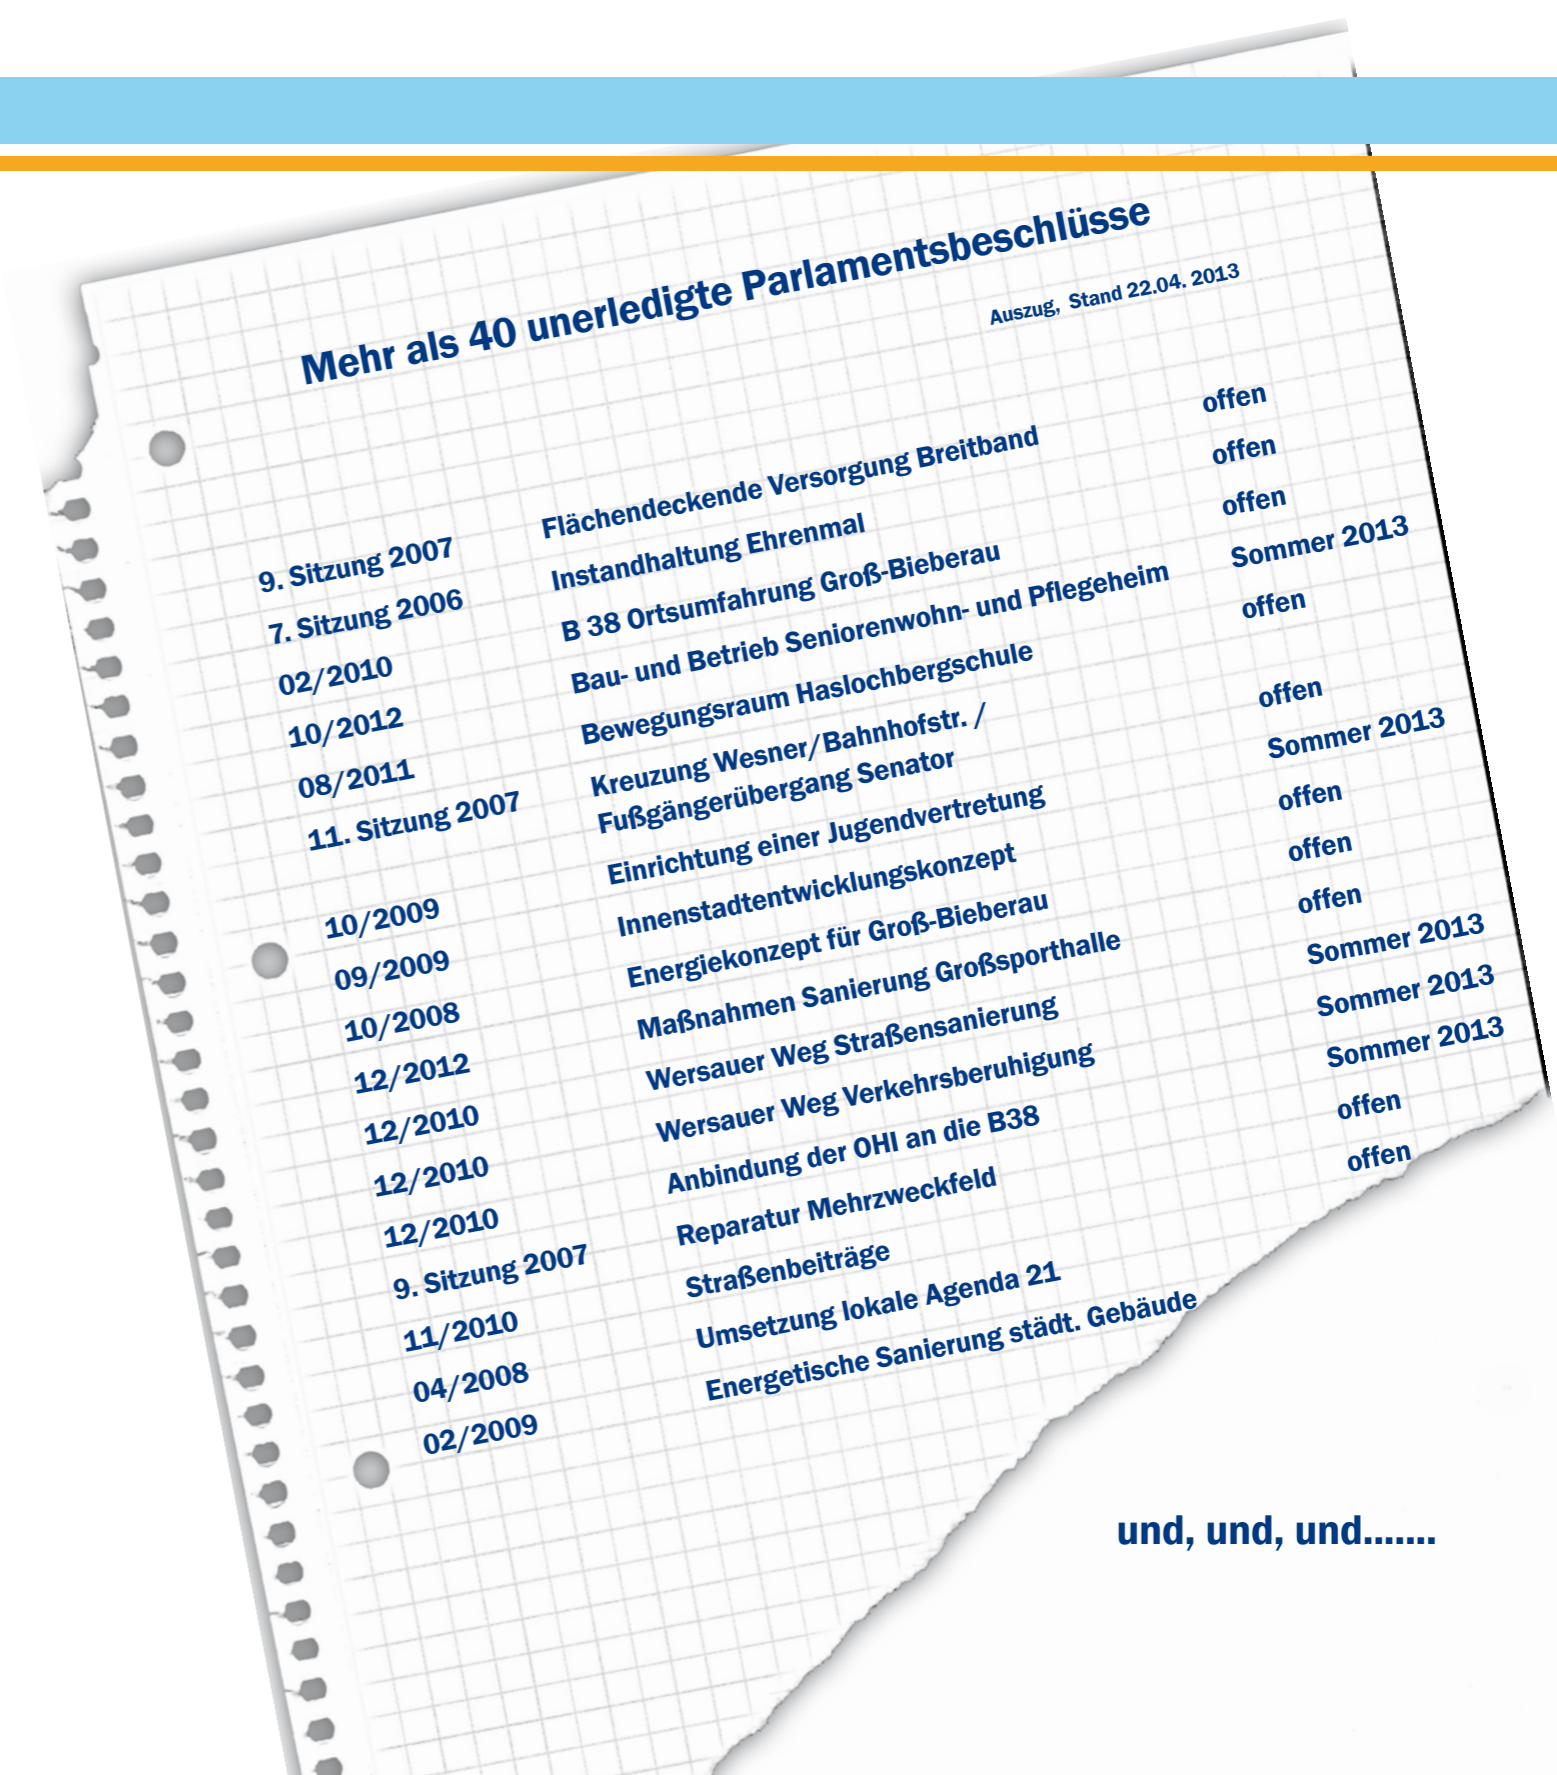 Mehr als 40 unerledigte Parlamentsbeschlüsse
Auszug, Stand 22.04. 2013
9. Sitzung 2007 Flächendeckende Versorgung Breitband offen
7. Sitzung 2006 Instandhaltung Ehrenmal offen
02/2010 B 38 Ortsumfahrung Groß-Bieberau offen
10/2012 Bau- und Betrieb Seniorenwohn- und Pflegeheim Sommer 2013
08/2011 Bewegungsraum Haslochbergschule offen
11. Sitzung 2007 Kreuzung Wesner/Bahnhofstr. /
Fußgängerübergang Senator offen
10/2009 Einrichtung einer Jugendvertretung Sommer 2013
09/2009 Innenstadtentwicklungskonzept offen
10/2008 Energiekonzept für Groß-Bieberau offen
12/2012 Maßnahmen Sanierung Großsporthalle offen
12/2010 Wersauer Weg Straßensanierung Sommer 2013
12/2010 Wersauer Weg Verkehrsberuhigung Sommer 2013
12/2010 Anbindung der OHI an die B38 Sommer 2013
9. Sitzung 2007 Reparatur Mehrzweckfeld offen
11/2010 Straßenbeiträge offen
04/2008 Umsetzung lokale Agenda 21
02/2009 Energetische Sanierung städt. Gebäude
und, und, und.......